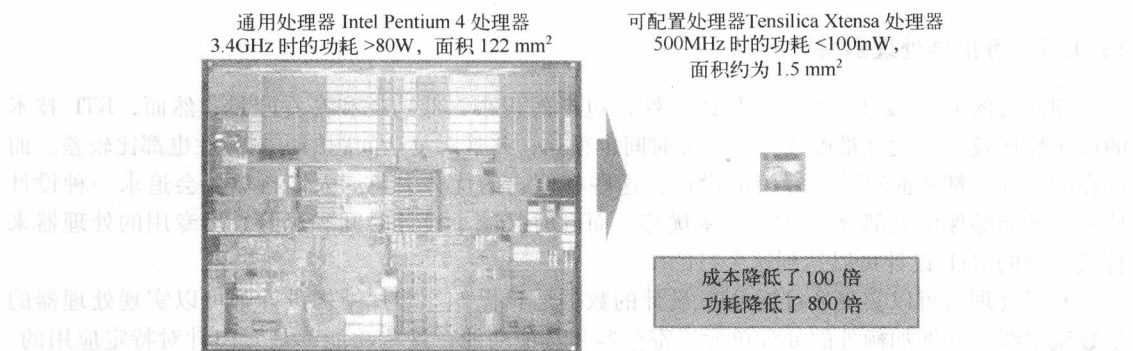 通用处理器 Intel Pentium 4 处理器
3.4GHz 时的功耗 >80W，面积 122 mm²
可配置处理器Tensilica Xtensa 处理器
500MHz 时的功耗 <100mW，
面积约为 1.5 mm²
成本降低了100 倍
功耗降低了 800 倍